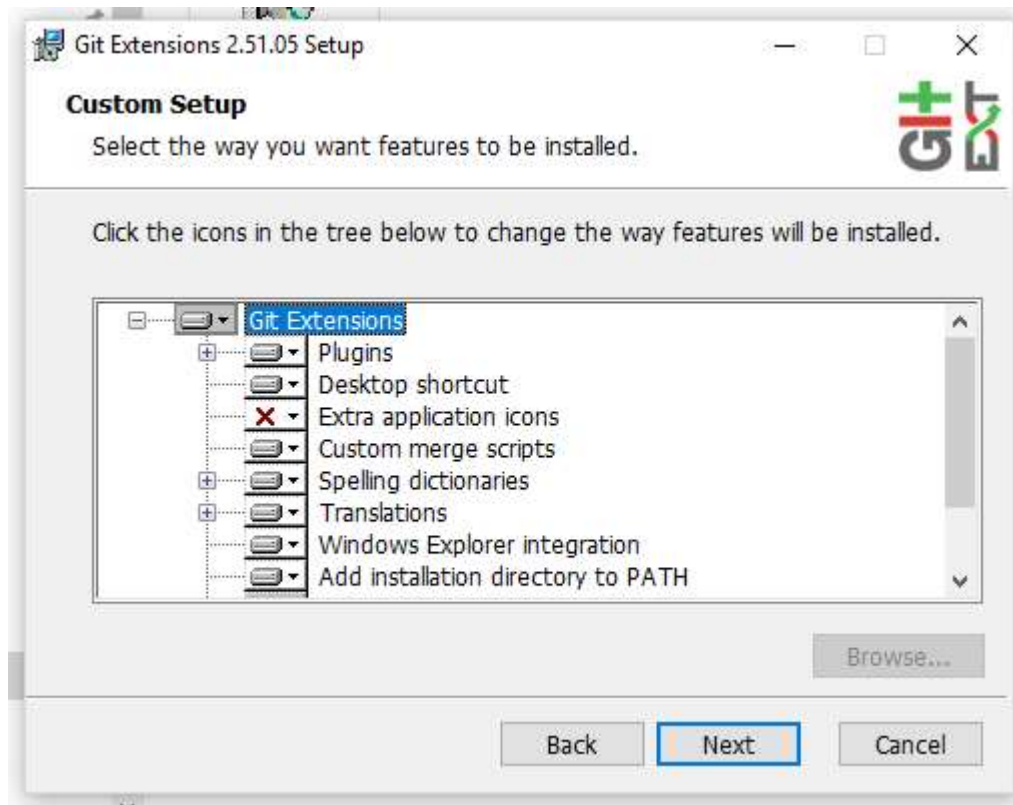 Git Extensions 2.51.05 Setup
Custom Setup
Select the way you want features to be installed.
Git
Ext
Click the icons in the tree below to change the way features will be installed.
Git Extensions
Plugins
Desktop shortcut
Extra application icons
Custom merge scripts
Spelling dictionaries
Translations
Windows Explorer integration
Add installation directory to PATH
Browse...
Back
Next
Cancel